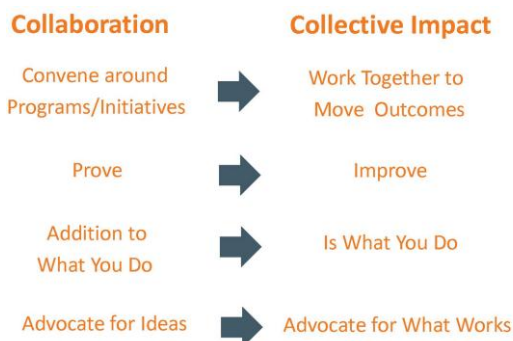 Collaboration
Collective Impact
Convene around
Programs/Initiatives
Work Together to
Move Outcomes
Prove
Improve
Addition to
What You Do
Is What You Do
Advocate for Ideas
Advocate for What Works